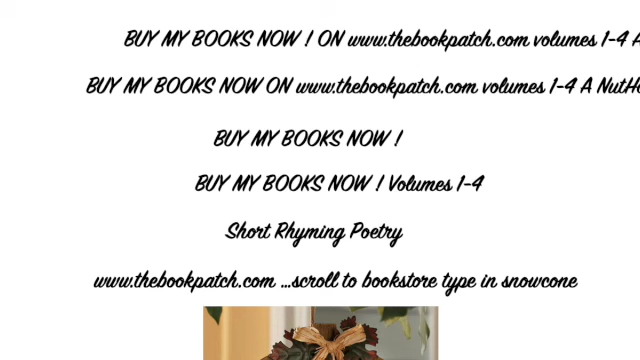 BUY MY BOOKS NOW ! ON www.thebookpatch.com volumes 1-4 A
BUY MY BOOKS NOW ON www.thebookpatch.com volumes 1-4 A
BUY MY BOOKS NOW !
BUY MY BOOKS NOW ! Volumes 1-4
Short Rhyming Poetry
www.thebookpatch.com ...scroll to bookstore type in snowcone